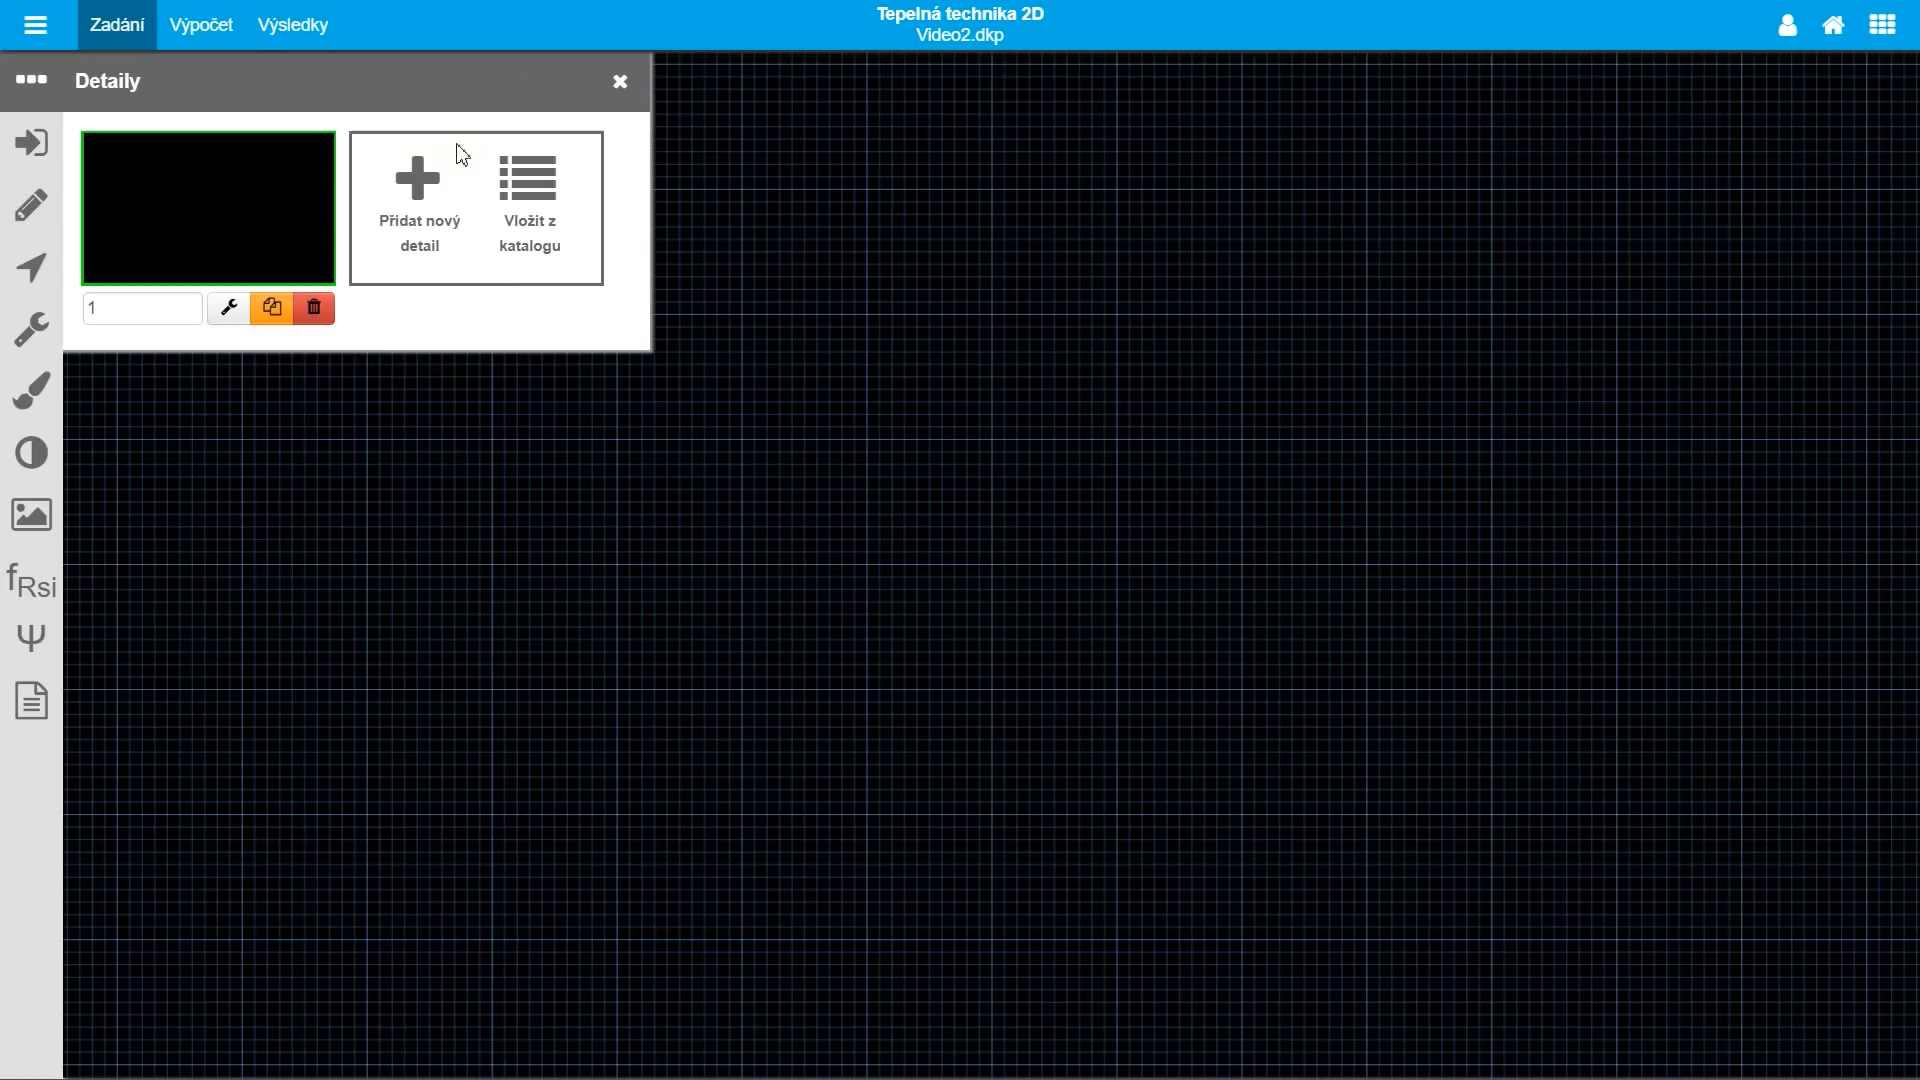 Zadání
Výpočet
Výsledky
Tepelná technika 2D
Video2.dkp
Detaily
Přidat nový
detail
Vložit z
katalogu
1
fRsi
Ψ